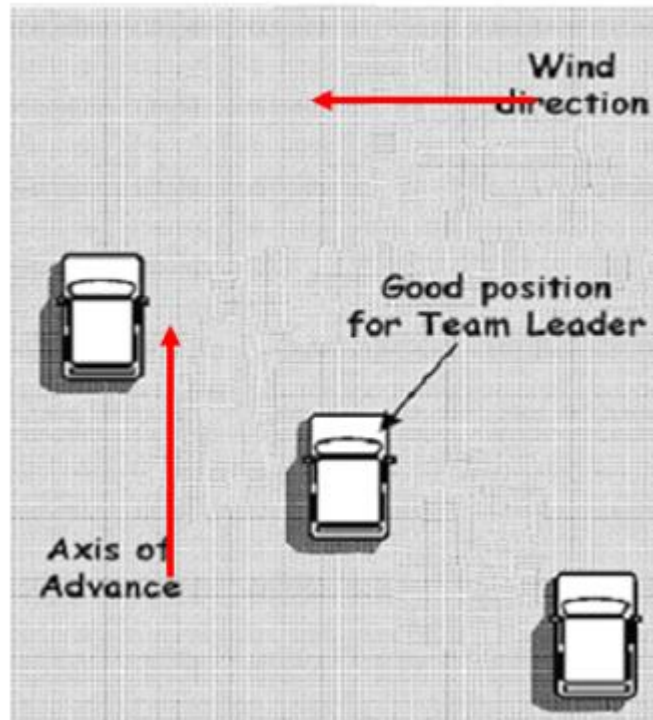 Wind
direction
Good position
for Team Leader
Axis of
Advance